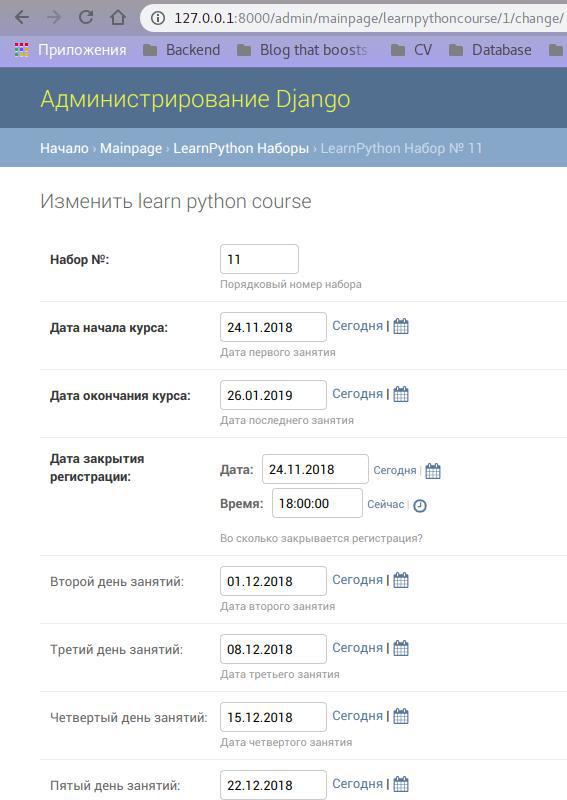 127.0.0.1:8000/admin/mainpage/learnpythoncourse/1/change/
Приложения Backend Blog that boosts CV Database
Администрирование Django
Начало › Mainpage › LearnPython Наборы › LearnPython Набор № 11
Изменить learn python course
Набор №: 11
Порядковый номер набора
Дата начала курса: 24.11.2018 Сегодня |
Дата первого занятия
Дата окончания курса: 26.01.2019 Сегодня |
Дата последнего занятия
Дата закрытия
регистрации:
Дата: 24.11.2018 Сегодня |
Время: 18:00:00 Сейчас |
Во сколько закрывается регистрация?
Второй день занятий: 01.12.2018 Сегодня |
Дата второго занятия
Третий день занятий: 08.12.2018 Сегодня |
Дата третьего занятия
Четвертый день занятий: 15.12.2018 Сегодня |
Дата четвертого занятия
Пятый день занятий: 22.12.2018 Сегодня |